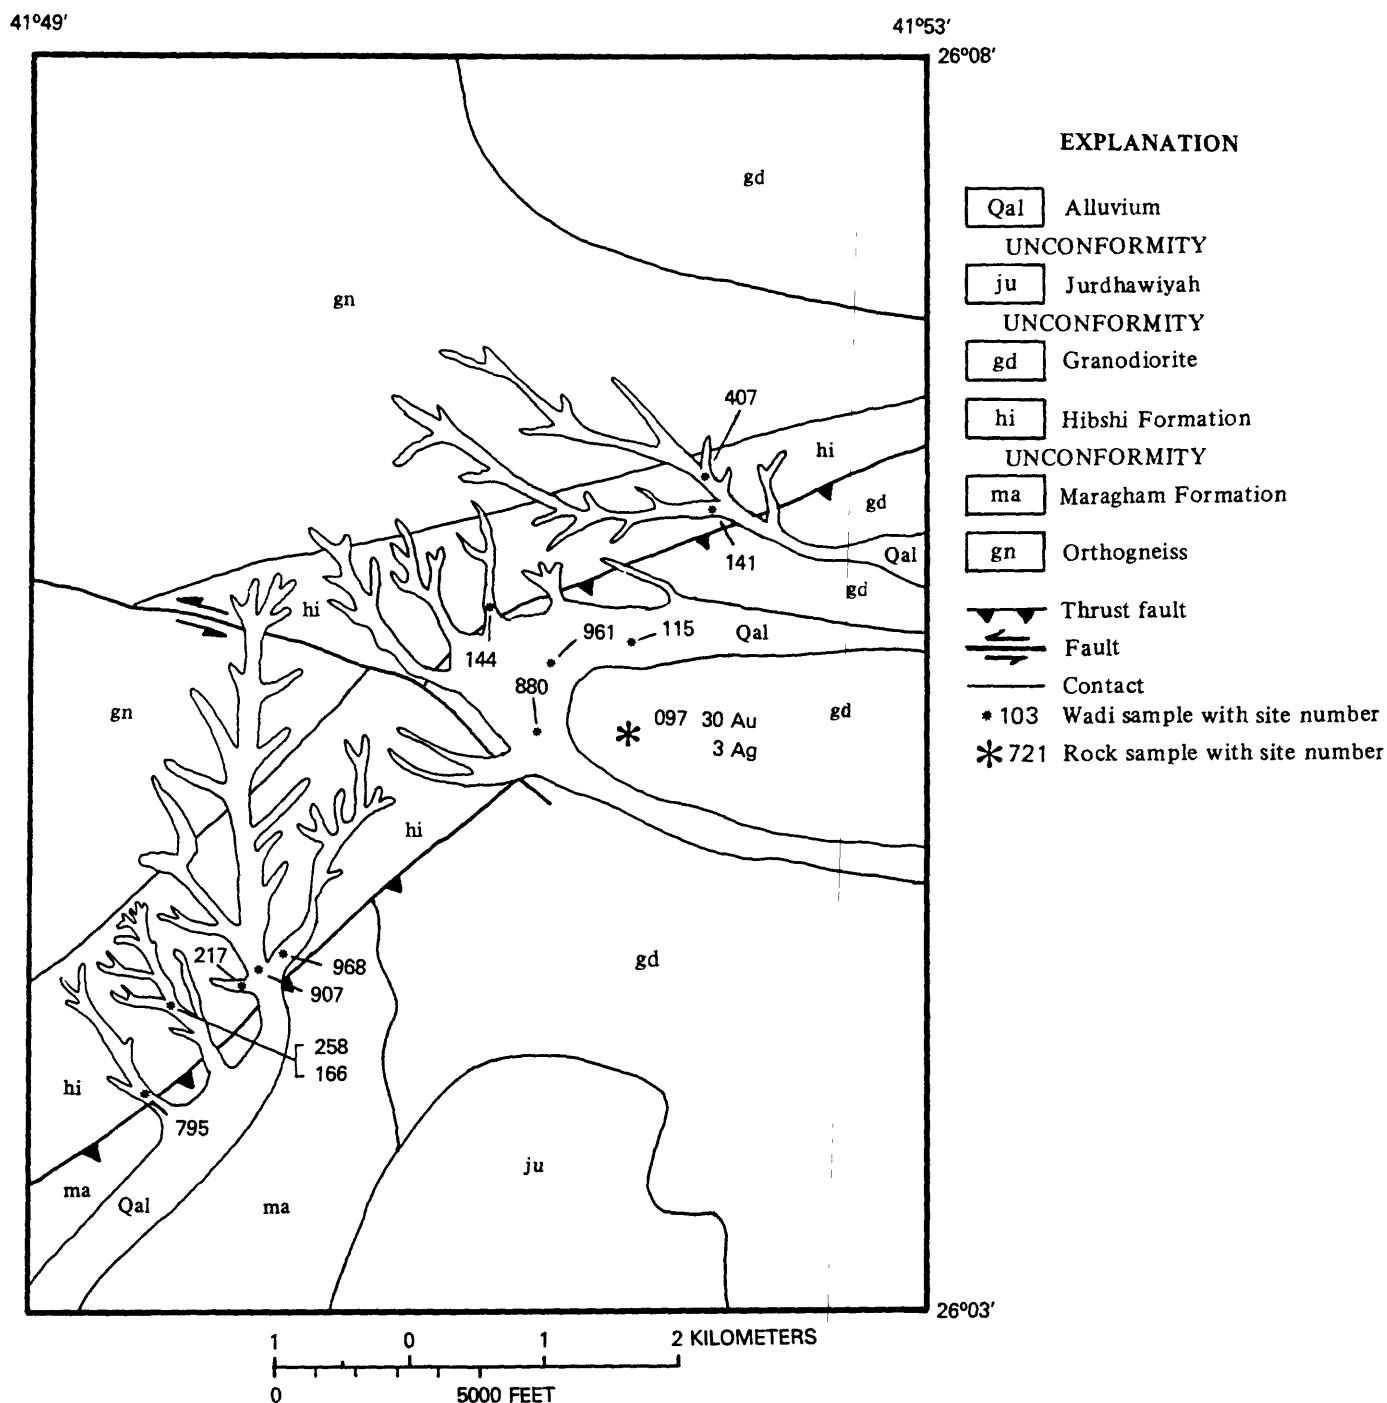 41°49′
41°53′
26°08′
EXPLANATION
gd
Qal Alluvium
UNCONFORMITY
ju Jurdhawiyah
UNCONFORMITY
gn
gd Granodiorite
407
hi Hibshi Formation
hi
UNCONFORMITY
ma Maragham Formation
gd
gn Orthogneiss
141
Qal
gd
hi
Thrust fault
961
115
Qal
Fault
144
880
Contact
gn
097 30 Au
3 Ag
gd
103 Wadi sample with site number
721 Rock sample with site number
hi
217
968
gd
907
258
166
hi
795
ju
ma
Qal
ma
26°03′
1 0 1 2 KILOMETERS
0 5000 FEET